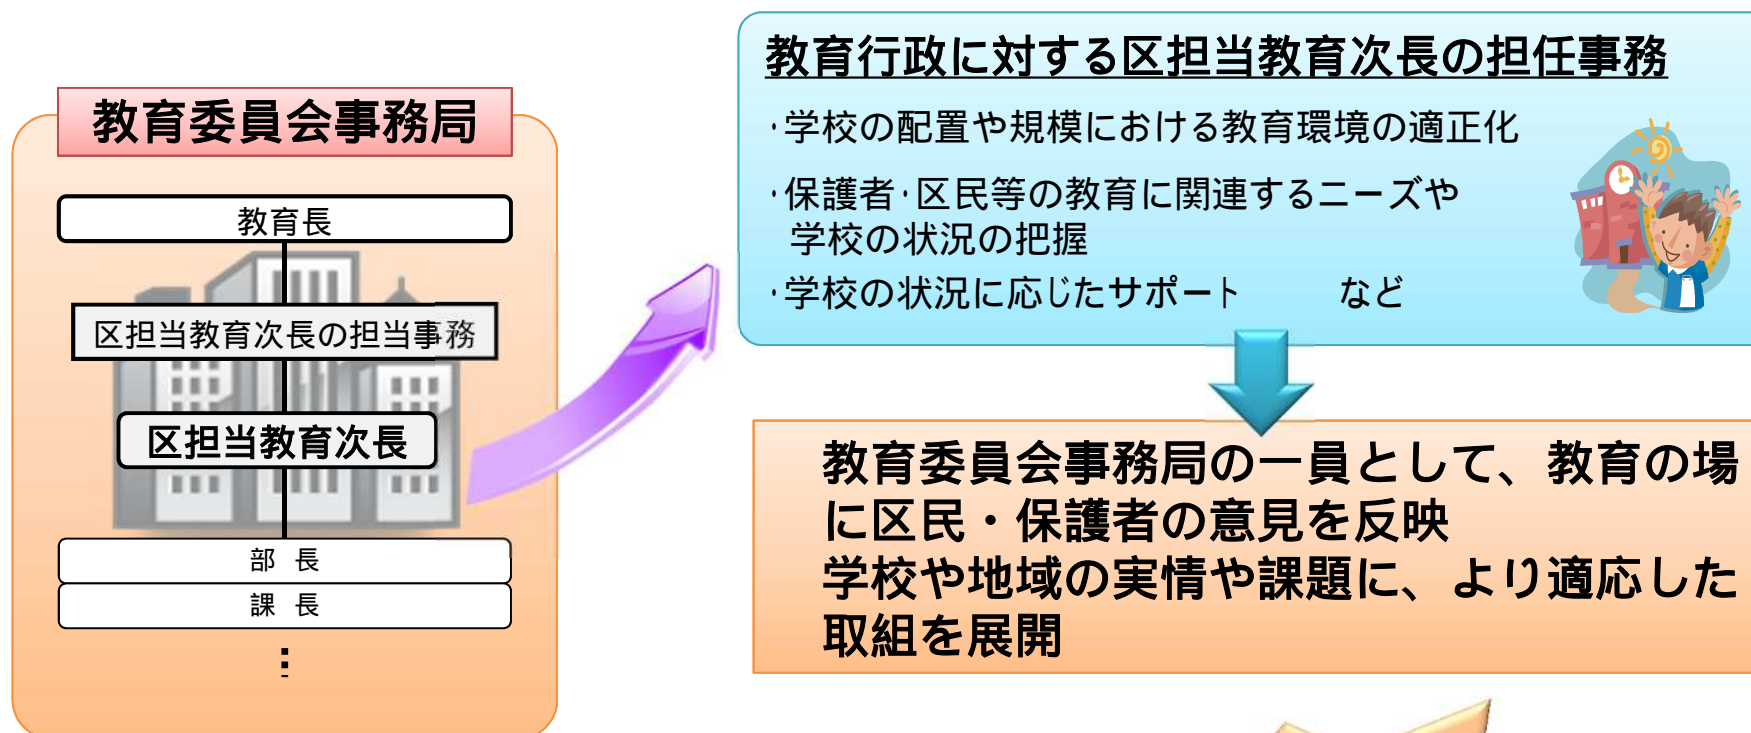 教育委員会事務局
教育長
区担当教育次長の担当事務
区担当教育次長
部 長
課 長
⋮
教育行政に対する区担当教育次長の担任事務
・学校の配置や規模における教育環境の適正化
・保護者・区民等の教育に関連するニーズや
学校の状況の把握
・学校の状況に応じたサポート　　など
教育委員会事務局の一員として、教育の場
に区民・保護者の意見を反映
学校や地域の実情や課題に、より適応した
取組を展開